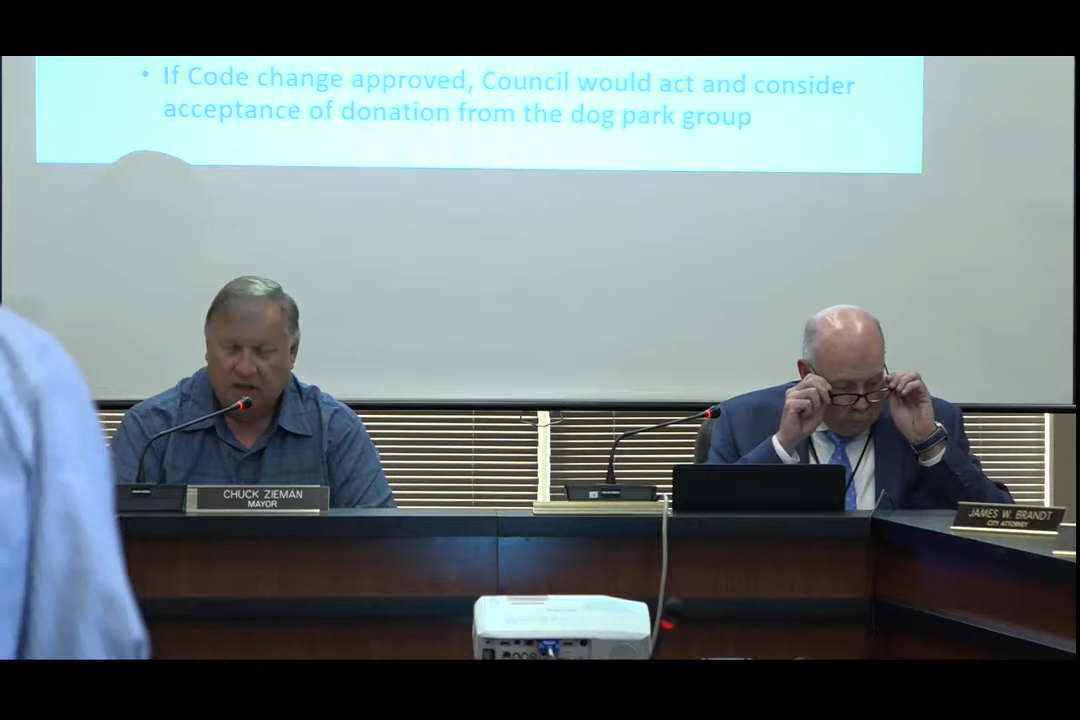 • If Code change approved, Council would act and consider
acceptance of donation from the dog park group
CHUCK ZIEMAN
MAYOR
JAMES W. BRANDT
CITY ATTORNEY